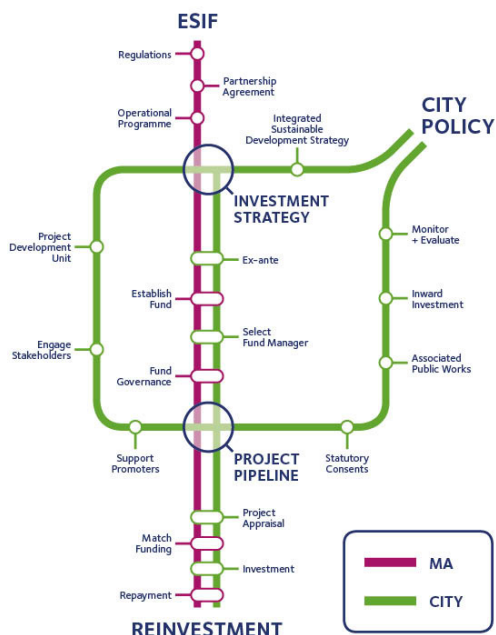 ESIF
Regulations
Partnership
Agreement
Operational
Programme
Integrated
Sustainable
Development Strategy
CITY
POLICY
INVESTMENT
STRATEGY
Project
Development
Unit
Monitor
+ Evaluate
Ex-ante
Establish
Fund
Inward
Investment
Engage
Stakeholders
Select
Fund Manager
Associated
Public Works
Fund
Governance
Support
Promoters
PROJECT
PIPELINE
Statutory
Consents
Project
Appraisal
Match
Funding
Investment
Repayment
REINVESTMENT
MA
CITY